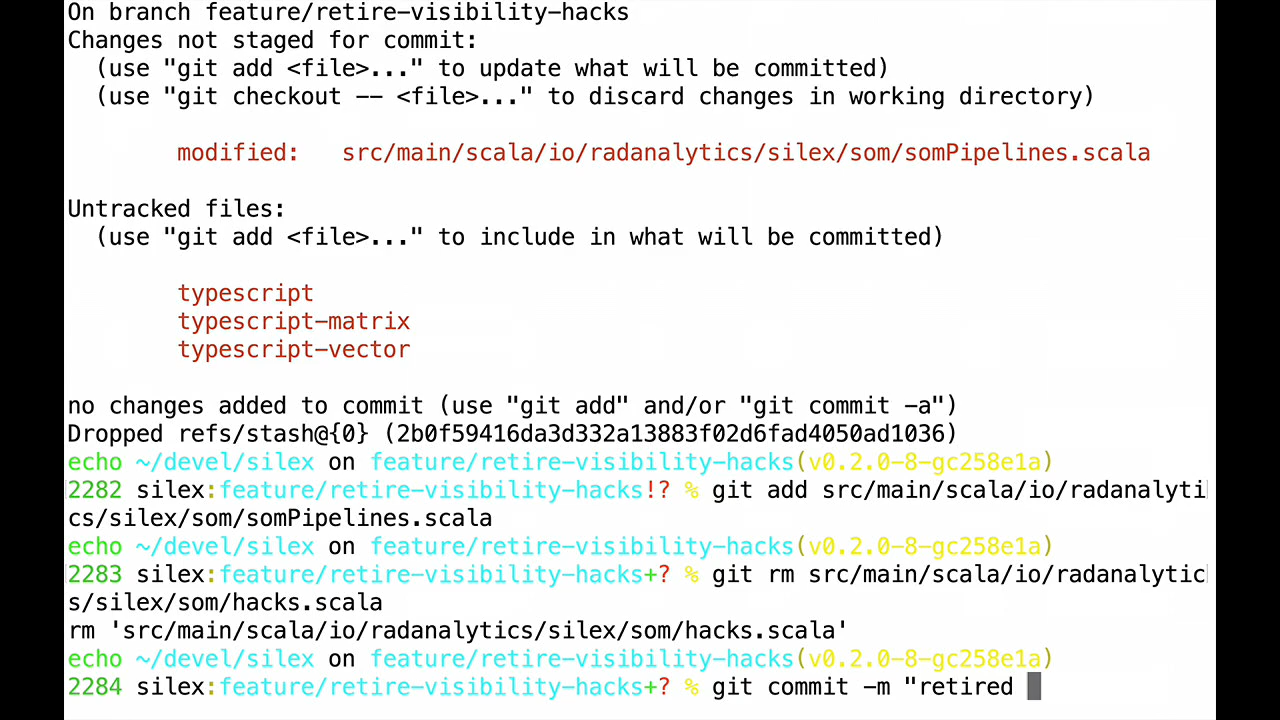 On branch feature/retire-visibility-hacks
Changes not staged for commit:
  (use "git add <file>..." to update what will be committed)
  (use "git checkout -- <file>..." to discard changes in working directory)
        modified:   src/main/scala/io/radanalytics/silex/som/somPipelines.scala
Untracked files:
  (use "git add <file>..." to include in what will be committed)
        typescript
        typescript-matrix
        typescript-vector
no changes added to commit (use "git add" and/or "git commit -a")
Dropped refs/stash@{0} (2b0f59416da3d332a13883f02d6fad4050ad1036)
echo ~/devel/silex on feature/retire-visibility-hacks(v0.2.0-8-gc258e1a)
2282 silex:feature/retire-visibility-hacks!? % git add src/main/scala/io/radanalyti
cs/silex/som/somPipelines.scala
echo ~/devel/silex on feature/retire-visibility-hacks(v0.2.0-8-gc258e1a)
2283 silex:feature/retire-visibility-hacks+? % git rm src/main/scala/io/radanalytic
s/silex/som/hacks.scala
rm 'src/main/scala/io/radanalytics/silex/som/hacks.scala'
echo ~/devel/silex on feature/retire-visibility-hacks(v0.2.0-8-gc258e1a)
2284 silex:feature/retire-visibility-hacks+? % git commit -m "retired